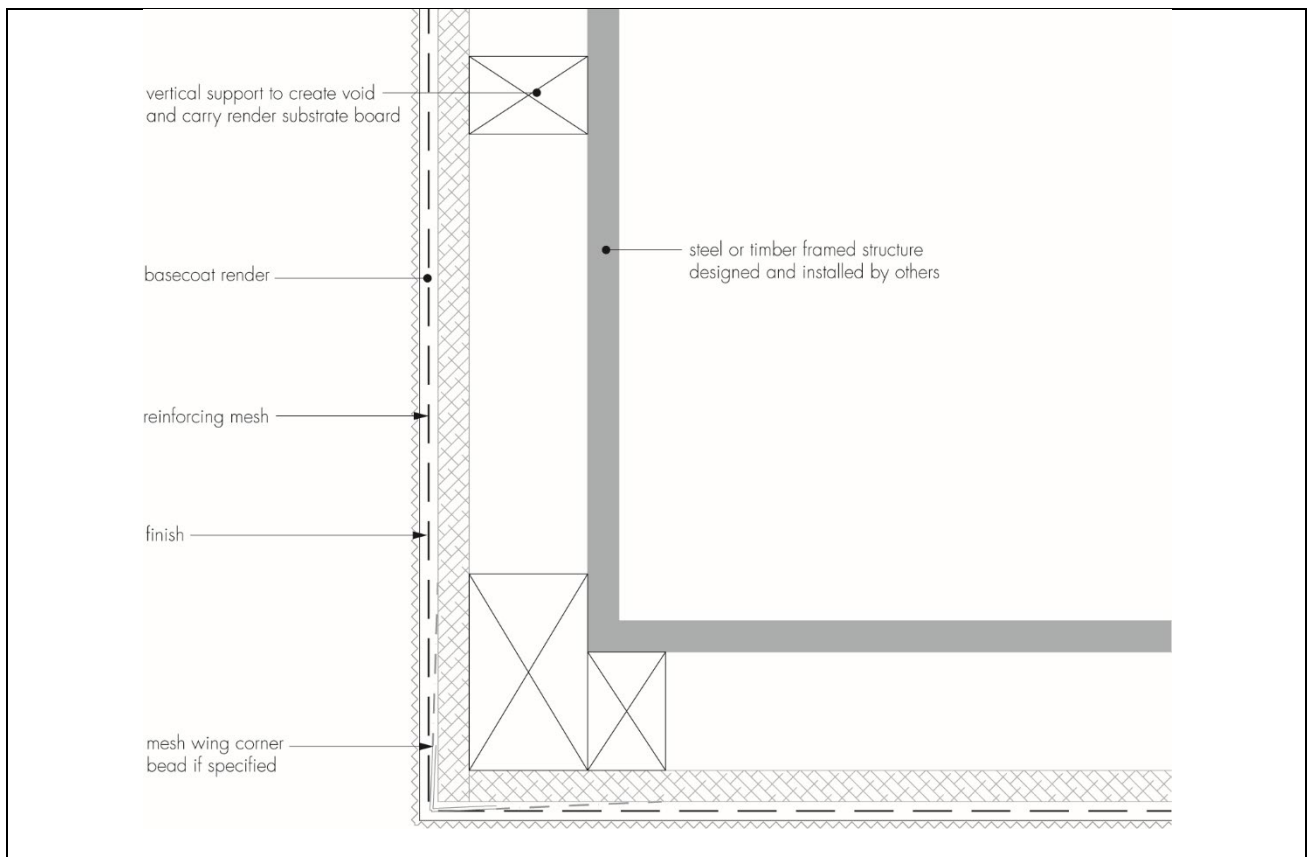 vertical support to create void
and carry render substrate board
steel or timber framed structure
designed and installed by others
basecoat render
reinforcing mesh
finish
mesh wing corner
bead if specified